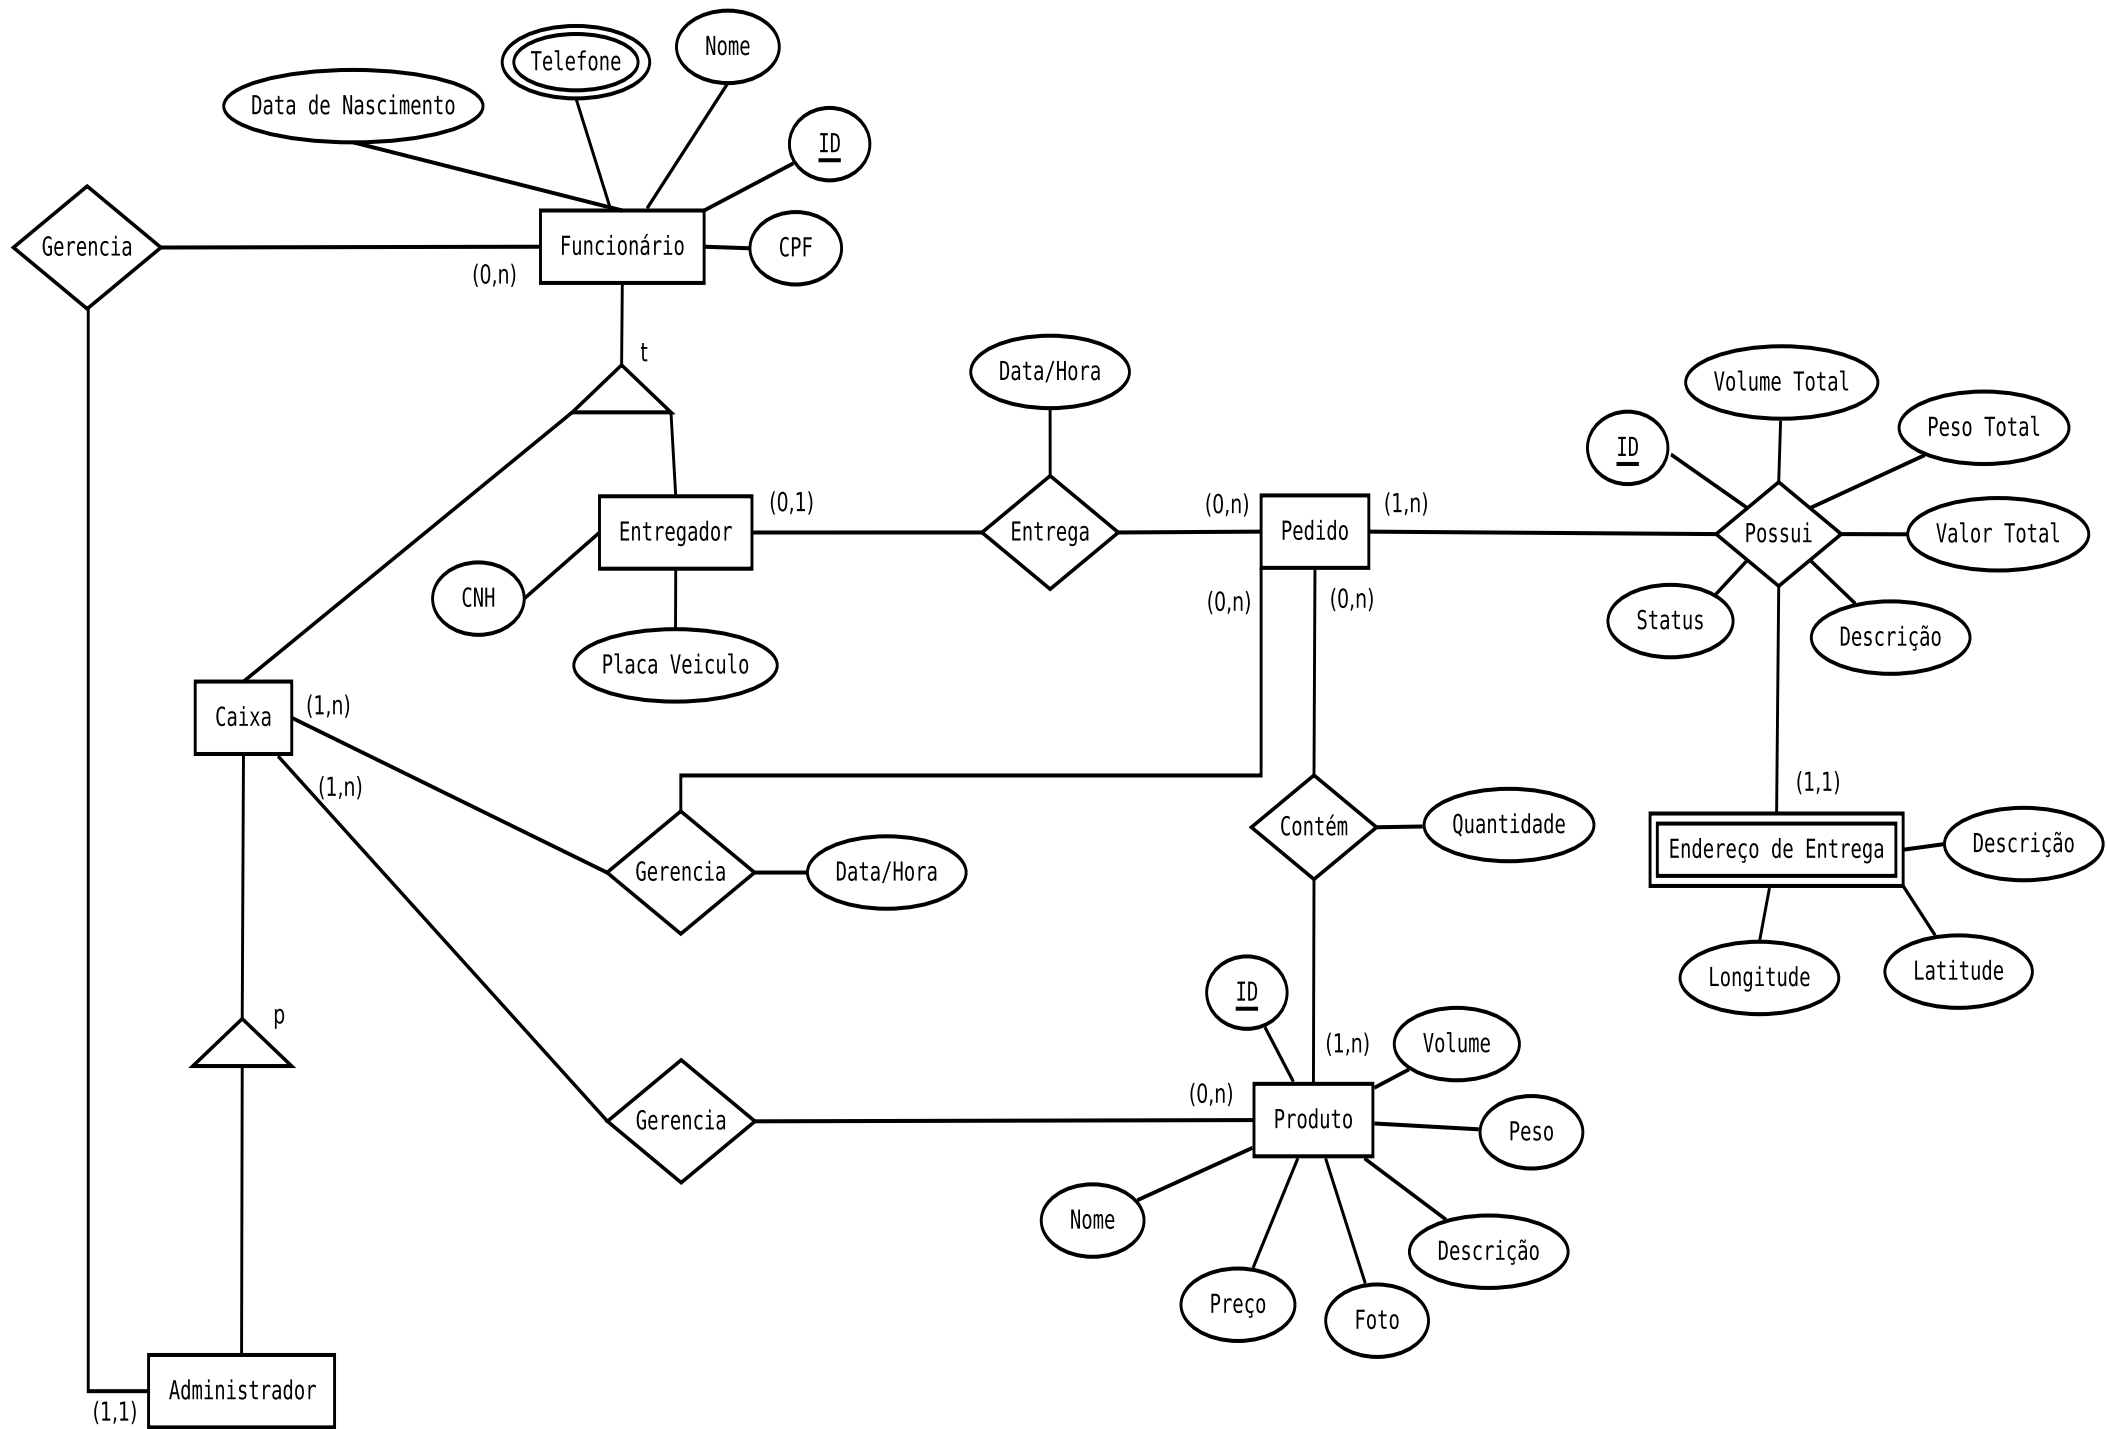 Nome
Telefone
Data de Nascimento
ID
Gerencia
Funcionário
CPF
(0,n)
t
Data/Hora
Volume Total
Peso Total
ID
(0,1)
(0,n)
(1,n)
Entregador
Entrega
Pedido
Possui
Valor Total
CNH
(0,n)
(0,n)
Status
Descrição
Placa Veiculo
Caixa
(1,n)
(1,n)
(1,1)
Contém
Quantidade
Endereço de Entrega
Descrição
Gerencia
Data/Hora
Longitude
Latitude
ID
p
(1,n)
Volume
(0,n)
Gerencia
Produto
Peso
Nome
Descrição
Preço
Foto
Administrador
(1,1)